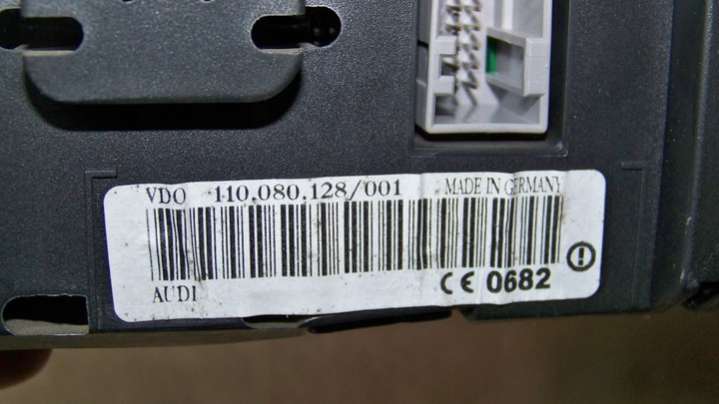 VDO 110.080.128/001 MADE IN GERMANY
AUDI CE 0682